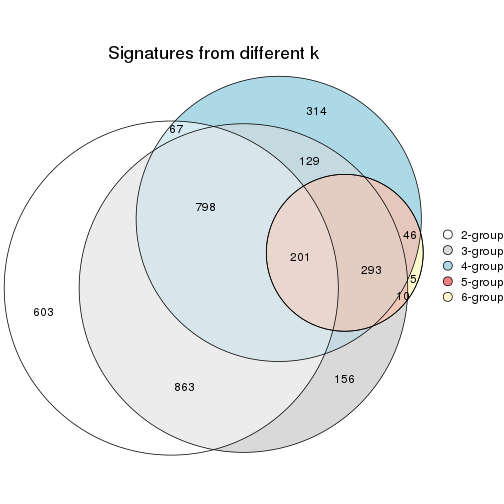 Signatures from different k
314
67
129
798
46
201
293
5
10
603
156
863
2-group
3-group
4-group
5-group
6-group